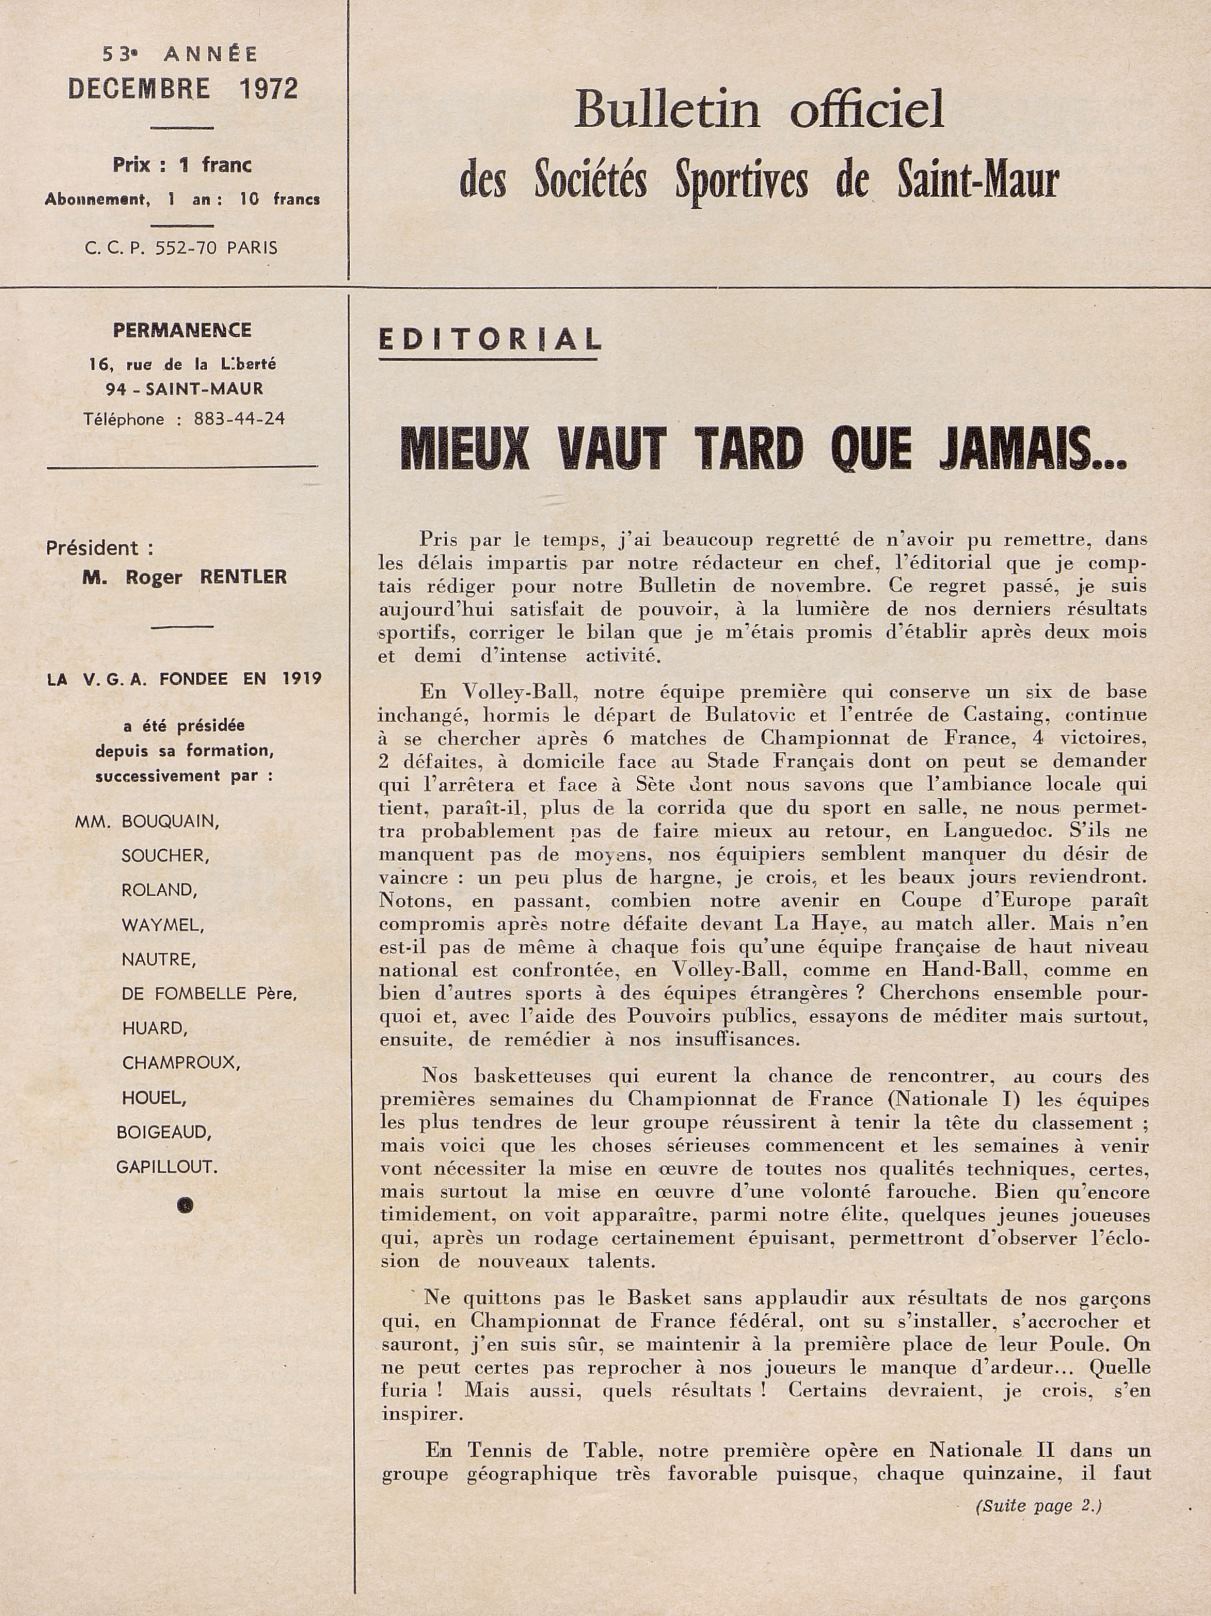 53e ANNÉE
DECEMBRE 1972
Prix : 1 franc
Abonnement, 1 an : 10 francs
C. C. P. 552-70 PARIS
Bulletin officiel
des Sociétés Sportives de Saint-Maur
PERMANENCE
16, rue de la Liberté
94 - SAINT-MAUR
Téléphone : 883-44-24
Président :
M. Roger RENTLER
LA V. G. A. FONDEE EN 1919
a été présidée
depuis sa formation,
successivement par :
MM. BOUQUAIN,
SOUCHER,
ROLAND,
WAYMEL,
NAUTRE,
DE FOMBELLE Père,
HUARD,
CHAMPROUX,
HOUEL,
BOIGEAUD,
GAPILLOUT.
EDITORIAL
MIEUX VAUT TARD QUE JAMAIS...
Pris par le temps, j'ai beaucoup regretté de n'avoir pu remettre, dans
les délais impartis par notre rédacteur en chef, l'éditorial que je comp-
tais rédiger pour notre Bulletin de novembre. Ce regret passé, je suis
aujourd'hui satisfait de pouvoir, à la lumière de nos derniers résultats
sportifs, corriger le bilan que je m'étais promis d'établir après deux mois
et demi d'intense activité.
En Volley-Ball, notre équipe première qui conserve un six de base
inchangé, hormis le départ de Bulatovic et l'entrée de Castaing, continue
à se chercher après 6 matches de Championnat de France, 4 victoires,
2 défaites, à domicile face au Stade Français dont on peut se demander
qui l'arrêtera et face à Sète dont nous savons que l'ambiance locale qui
tient, paraît-il, plus de la corrida que du sport en salle, ne nous permet-
tra probablement pas de faire mieux au retour, en Languedoc. S'ils ne
manquent pas de moyens, nos équipiers semblent manquer du désir de
vaincre : un peu plus de hargne, je crois, et les beaux jours reviendront.
Notons, en passant, combien notre avenir en Coupe d'Europe paraît
compromis après notre défaite devant La Haye, au match aller. Mais n'en
est-il pas de même à chaque fois qu'une équipe française de haut niveau
national est confrontée, en Volley-Ball, comme en Hand-Ball, comme en
bien d'autres sports à des équipes étrangères ? Cherchons ensemble pour-
quoi et, avec l'aide des Pouvoirs publics, essayons de méditer mais surtout,
ensuite, de remédier à nos insuffisances.
Nos basketteuses qui eurent la chance de rencontrer, au cours des
premières semaines du Championnat de France (Nationale I) les équipes
les plus tendres de leur groupe réussirent à tenir la tête du classement ;
mais voici que les choses sérieuses commencent et les semaines à venir
vont nécessiter la mise en œuvre de toutes nos qualités techniques, certes,
mais surtout la mise en œuvre d'une volonté farouche. Bien qu'encore
timidement, on voit apparaître, parmi notre élite, quelques jeunes joueuses
qui, après un rodage certainement épuisant, permettront d'observer l'éclo-
sion de nouveaux talents.
Ne quittons pas le Basket sans applaudir aux résultats de nos garçons
qui, en Championnat de France fédéral, ont su s'installer, s'accrocher et
sauront, j'en suis sûr, se maintenir à la première place de leur Poule. On
ne peut certes pas reprocher à nos joueurs le manque d'ardeur... Quelle
furia ! Mais aussi, quels résultats ! Certains devraient, je crois, s'en
inspirer.
En Tennis de Table, notre première opère en Nationale II dans un
groupe géographique très favorable puisque, chaque quinzaine, il faut
(Suite page 2.)